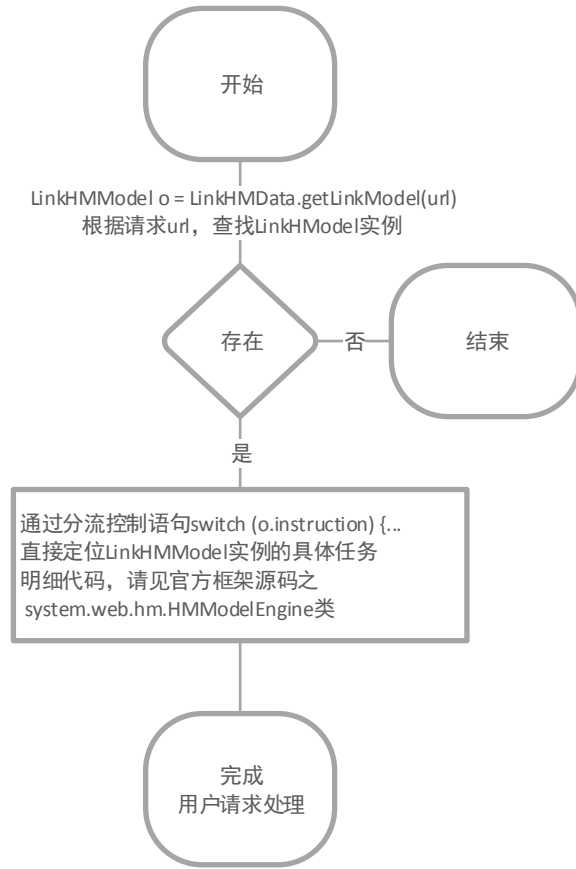 开始
LinkHMModel o = LinkHMData.getLinkModel(url)
根据请求url，查找LinkHModel实例
存在
否
结束
是
通过分流控制语句switch (o.instruction) {...
直接定位LinkHMModel实例的具体任务
明细代码，请见官方框架源码之
system.web.hm.HMModelEngine类
完成
用户请求处理